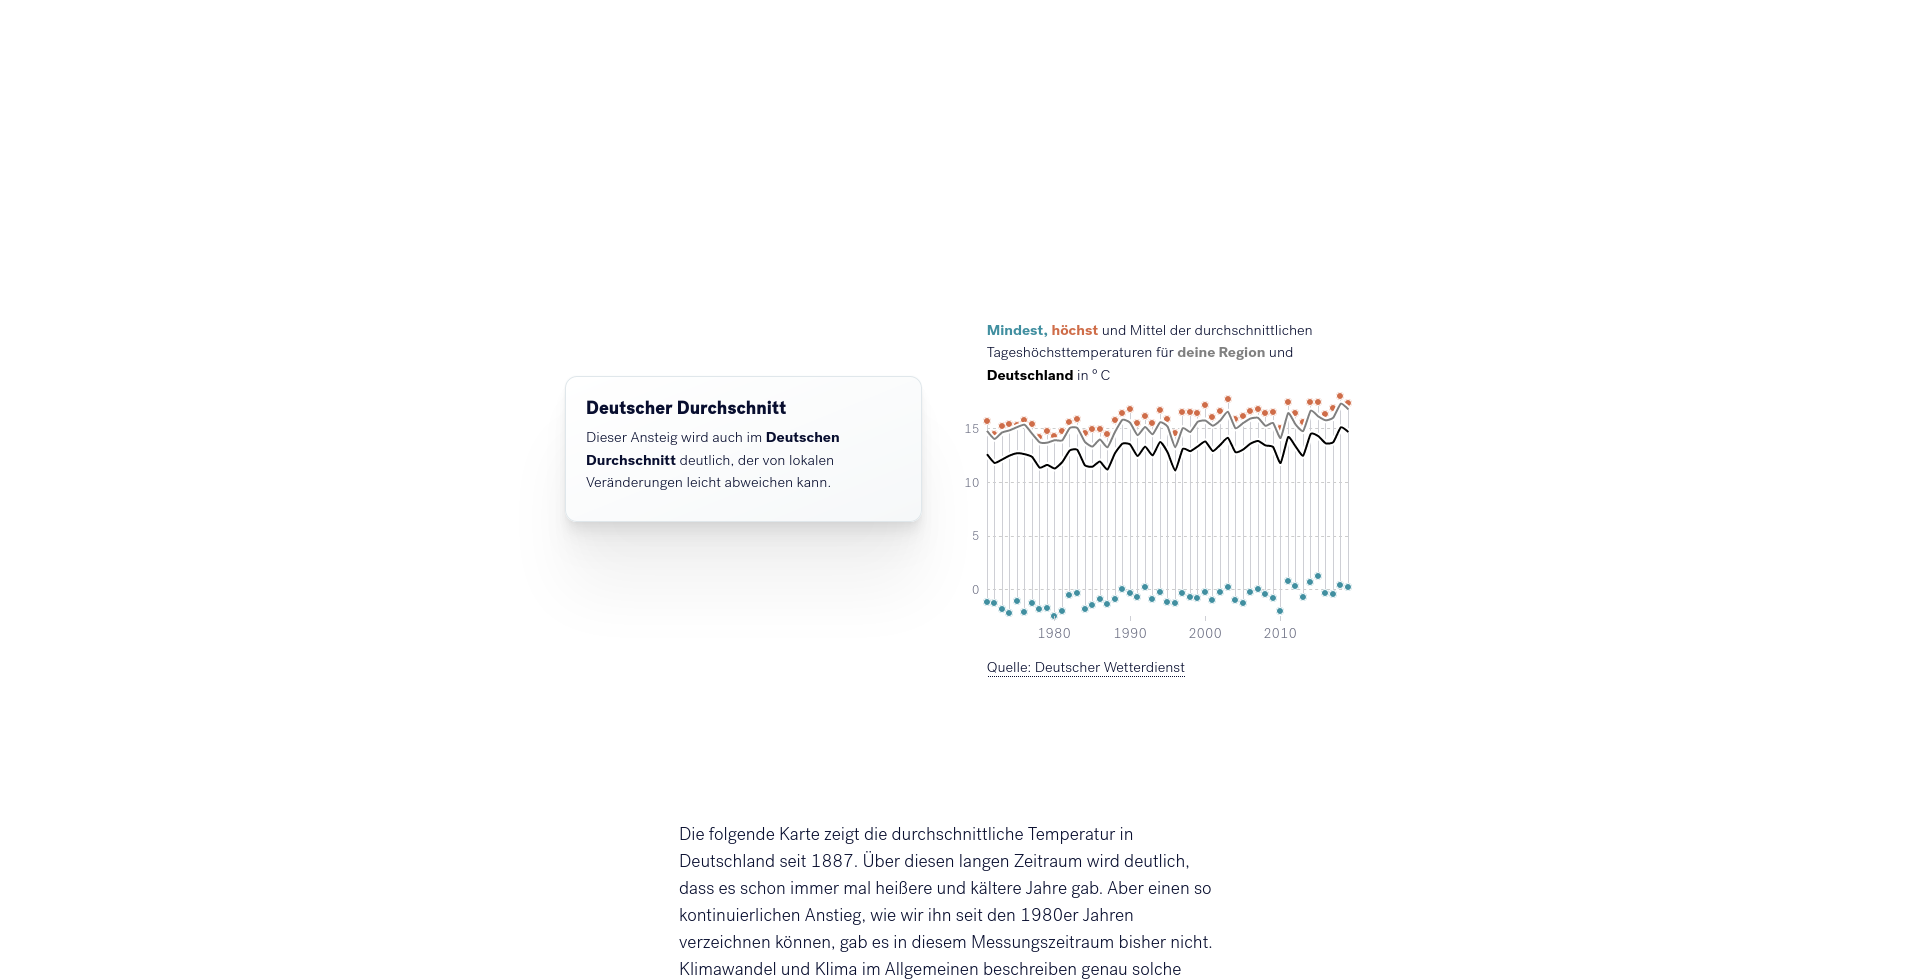 Mindest, höchst und Mittel der durchschnittlichen
Tageshöchsttemperaturen für deine Region und
Deutschland in ° C
Deutscher Durchschnitt
Dieser Ansteig wird auch im Deutschen
Durchschnitt deutlich, der von lokalen
Veränderungen leicht abweichen kann.
15
10
5
0
1980 1990 2000 2010
Quelle: Deutscher Wetterdienst
Die folgende Karte zeigt die durchschnittliche Temperatur in
Deutschland seit 1887. Über diesen langen Zeitraum wird deutlich,
dass es schon immer mal heißere und kältere Jahre gab. Aber einen so
kontinuierlichen Anstieg, wie wir ihn seit den 1980er Jahren
verzeichnen können, gab es in diesem Messungszeitraum bisher nicht.
Klimawandel und Klima im Allgemeinen beschreiben genau solche